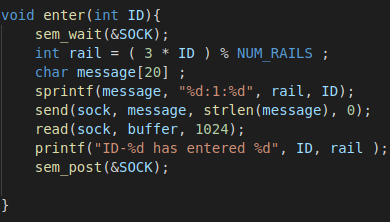 void enter(int ID){
    sem_wait(&SOCK);
    int rail = ( 3 * ID ) % NUM_RAILS ;
    char message[20] ;
    sprintf(message, "%d:1:%d", rail, ID);
    send(sock, message, strlen(message), 0);
    read(sock, buffer, 1024);
    printf("ID-%d has entered %d", ID, rail );
    sem_post(&SOCK);
}